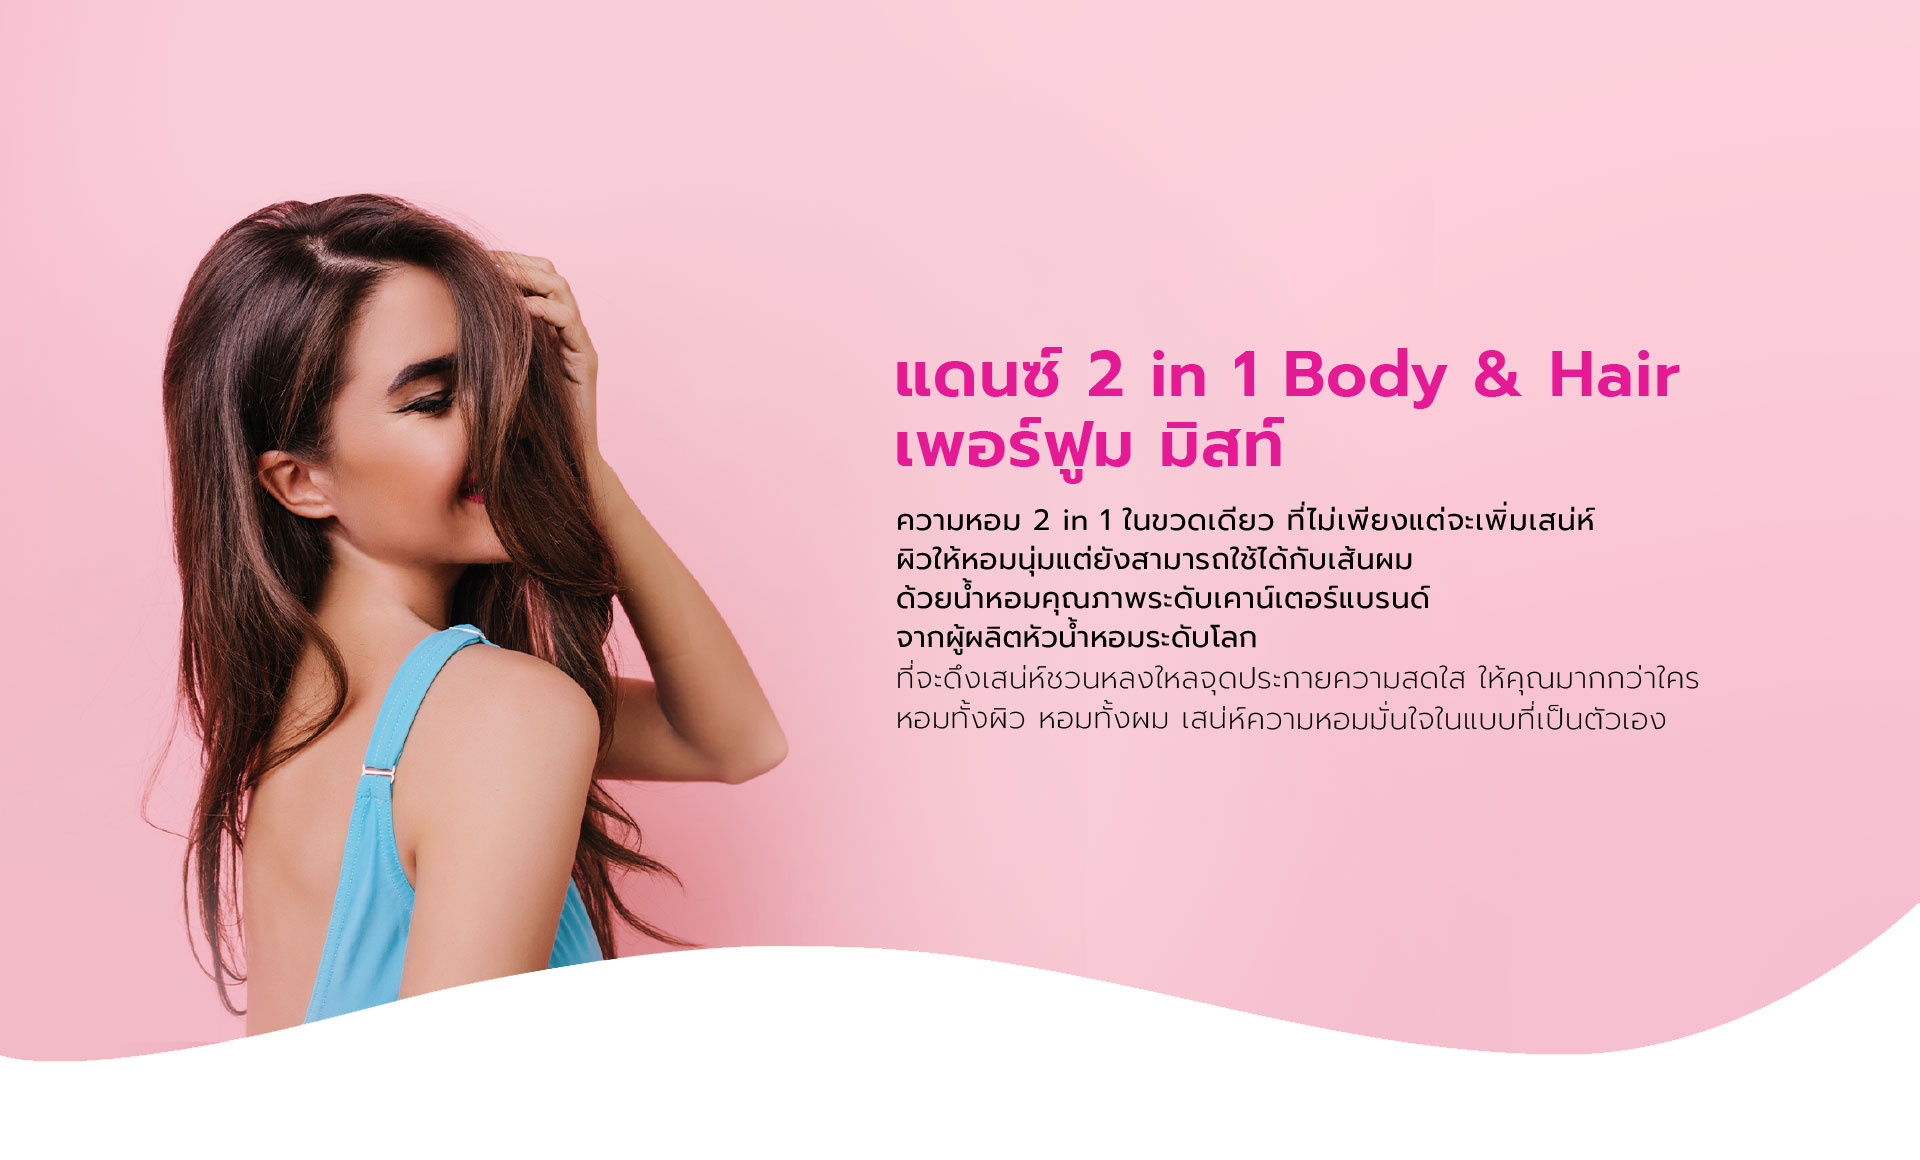 แดนซ์ 2 in 1 Body & Hair
เพอร์ฟูม มิสท์
ความหอม 2 in 1 ในขวดเดียว ที่ไม่เพียงแต่จะเพิ่มเสน่ห์
ผิวให้หอมนุ่มแต่ยังสามารถใช้ได้กับเส้นผม
ด้วยน้ำหอมคุณภาพระดับเคาน์เตอร์แบรนด์
จากผู้ผลิตหัวน้ำหอมระดับโลก
ที่จะดึงเสน่ห์ชวนหลงใหลจุดประกายความสดใส ให้คุณมากกว่าใคร
หอมทั้งผิว หอมทั้งผม เสน่ห์ความหอมมั่นใจในแบบที่เป็นตัวเอง